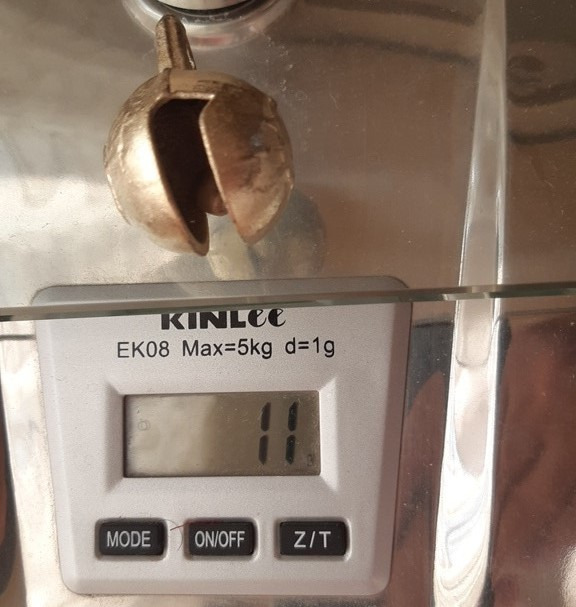 KINLee
EK08 Max=5kg d=1g
11
MODE ON/OFF Z/T